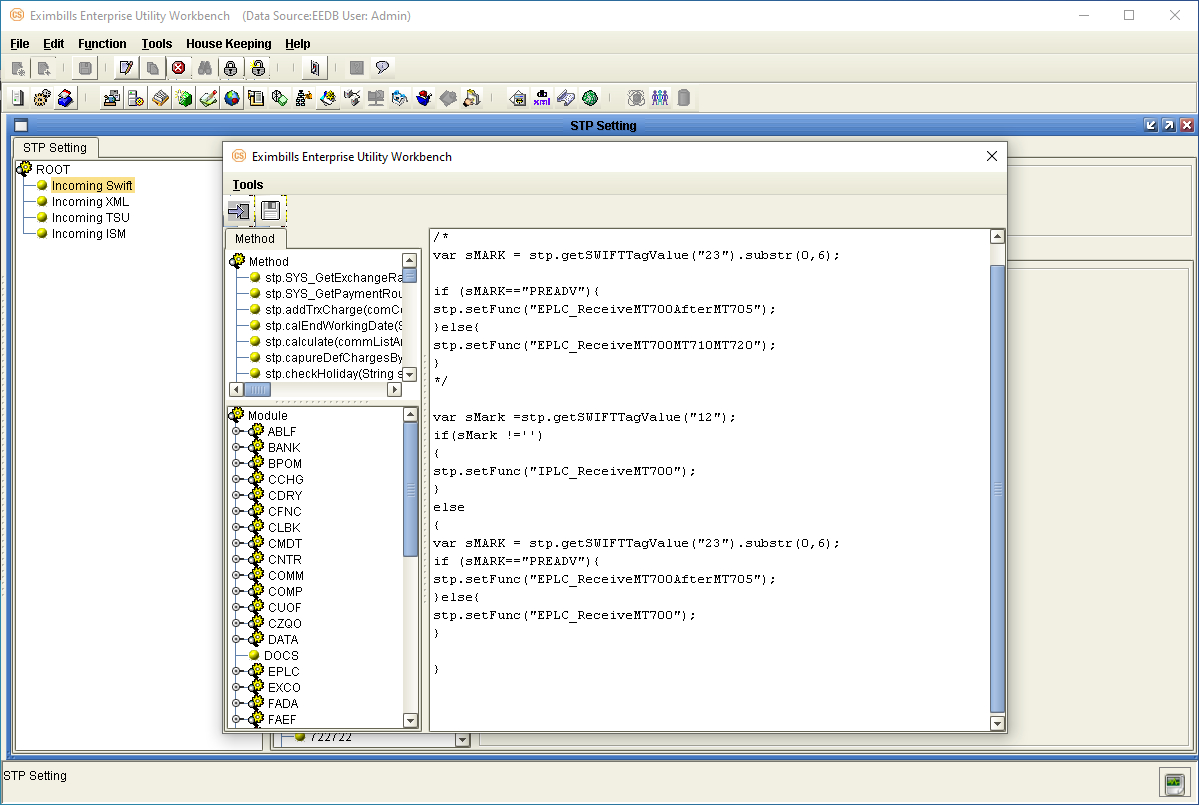 CS Eximbills Enterprise Utility Workbench (Data Source:EEDB User: Admin)
File Edit Function Tools House Keeping Help
db
xml
STP Setting
STP Setting
ROOT
Incoming Swift
Incoming XML
Incoming TSU
Incoming ISM
CS Eximbills Enterprise Utility Workbench
Tools
Method
Method
stp.SYS_GetExchangeRa
stp.SYS_GetPaymentRou
stp.addTrxCharge(comCo
stp.calEndWorkingDate(S
stp.calculate(commListAr
stp.capureDefChargesBy
stp.checkHoliday(String s
Module
ABLF
BANK
BPOM
CCHG
CDRY
CFNC
CLBK
CMDT
CNTR
COMM
COMP
CUOF
CZQO
DATA
DOCS
EPLC
EXCO
FADA
FAEF
/*
var sMARK = stp.getSWIFTTagValue("23").substr(0,6);
if (sMARK=="PREADV"){
stp.setFunc("EPLC_ReceiveMT700AfterMT705");
}else{
stp.setFunc("EPLC_ReceiveMT700MT710MT720");
}
*/
var sMark =stp.getSWIFTTagValue("12");
if(sMark !='')
{
stp.setFunc("IPLC_ReceiveMT700");
}
else
{
var sMARK = stp.getSWIFTTagValue("23").substr(0,6);
if (sMARK=="PREADV"){
stp.setFunc("EPLC_ReceiveMT700AfterMT705");
}else{
stp.setFunc("EPLC_ReceiveMT700");
}
}
722722
STP Setting